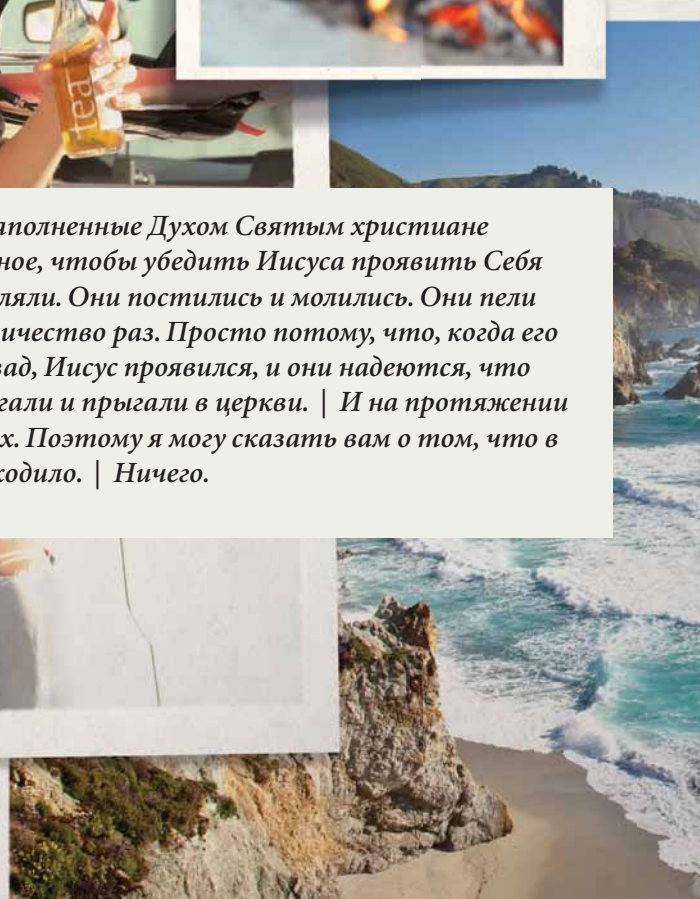 tea
аполненные Духом Святым христиане
ное, чтобы убедить Иисуса проявить Себя
ляли. Они постились и молились. Они пели
ичество раз. Просто потому, что, когда его
зад, Иисус проявился, и они надеются, что
гали и прыгали в церкви. | И на протяжении
х. Поэтому я могу сказать вам о том, что в
ходило. | Ничего.